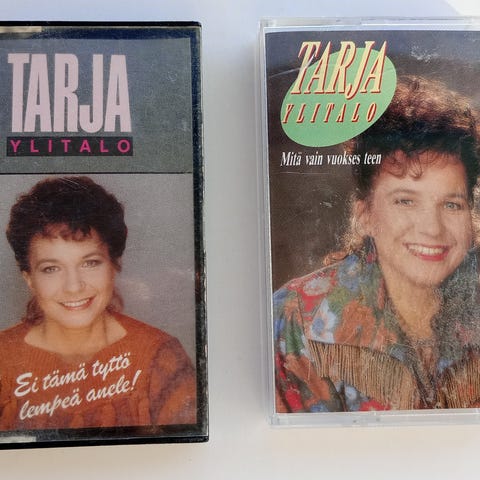 TARJA
YLITALO
Ei tämä tyttö
lempeä anele!
TARJA
YLITALO
Mitä vain vuokses teen